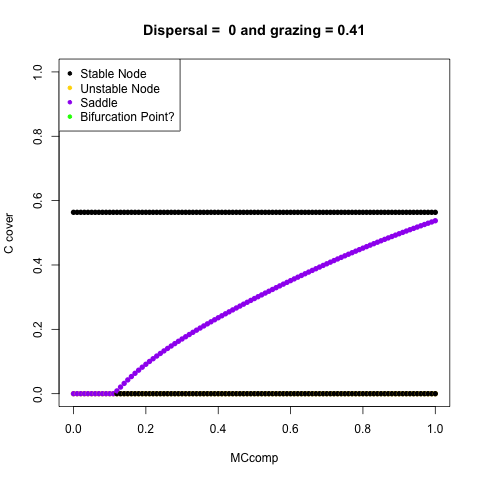 Dispersal =  0 and grazing = 0.41
Stable Node
Unstable Node
Saddle
Bifurcation Point?
C cover
1.0
0.8
0.6
0.4
0.2
0.0
0.0 0.2 0.4 0.6 0.8 1.0
MCcomp